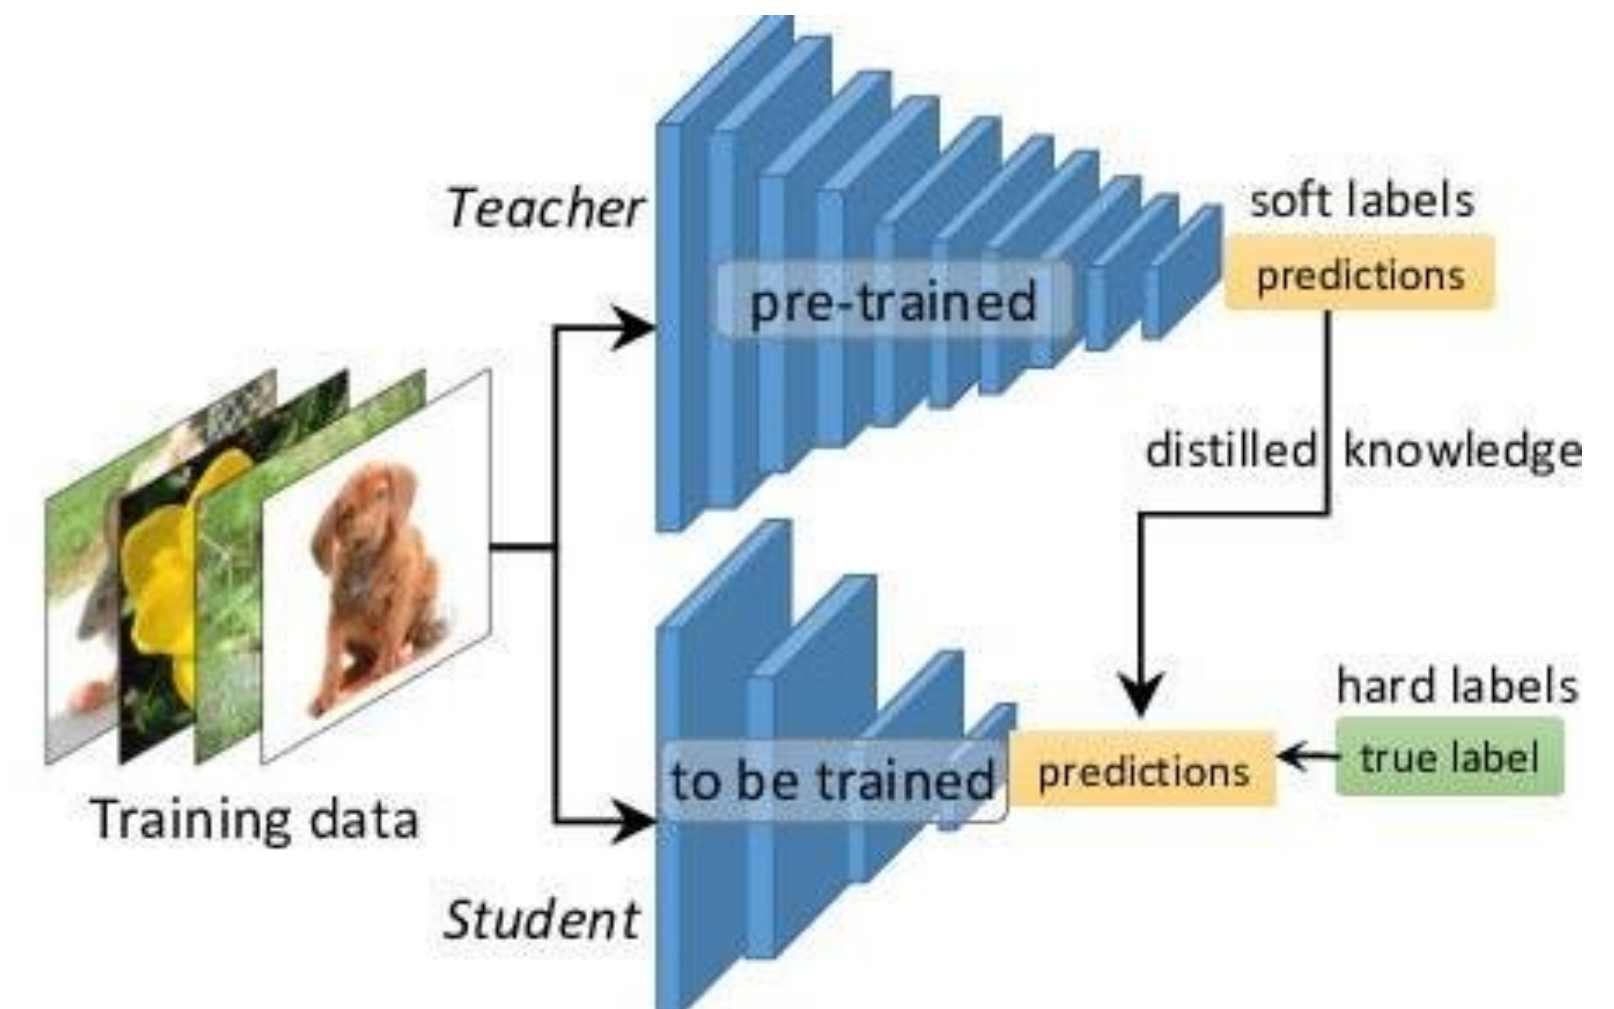 Teacher
pre-trained
soft labels
predictions
distilled knowledge
Training data
Student
to be trained
predictions
hard labels
true label